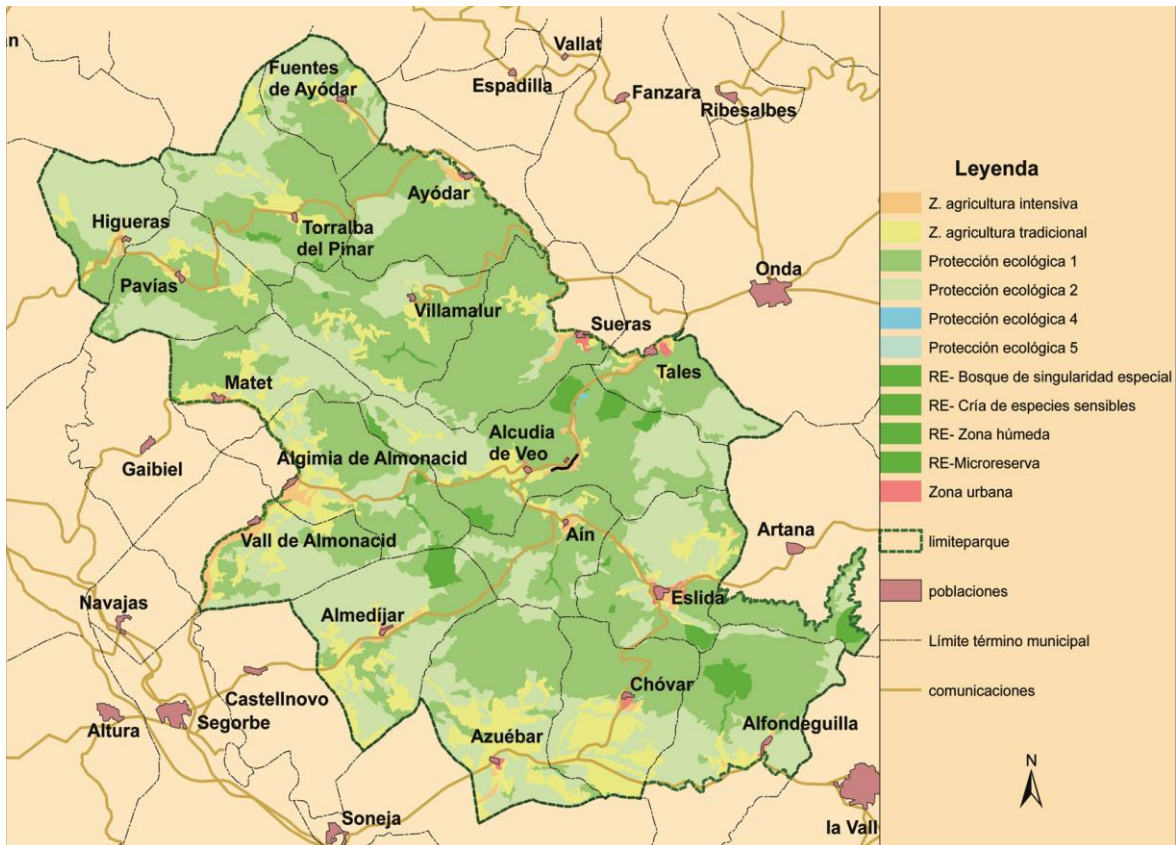 n
Vallat
Fuentes
de Ayódar
Espadilla
Fanzara
Ribesalbes
Ayódar
Higueras
Torralba
del Pinar
Onda
Pavías
Villamalur
Sueras
Tales
Matet
Alcudia
de Veo
Gaibiel
Algimia de Almonacid
Artana
Aín
Vall de Almonacid
Eslida
Navajas
Almedíjar
Castellnovo
Chóvar
Segorbe
Altura
Alfondeguilla
Azuébar
Soneja
la Vall
Leyenda
Z. agricultura intensiva
Z. agricultura tradicional
Protección ecológica 1
Protección ecológica 2
Protección ecológica 4
Protección ecológica 5
RE- Bosque de singularidad especial
RE- Cría de especies sensibles
RE- Zona húmeda
RE-Microreserva
Zona urbana
limiteparque
poblaciones
Límite término municipal
comunicaciones
N